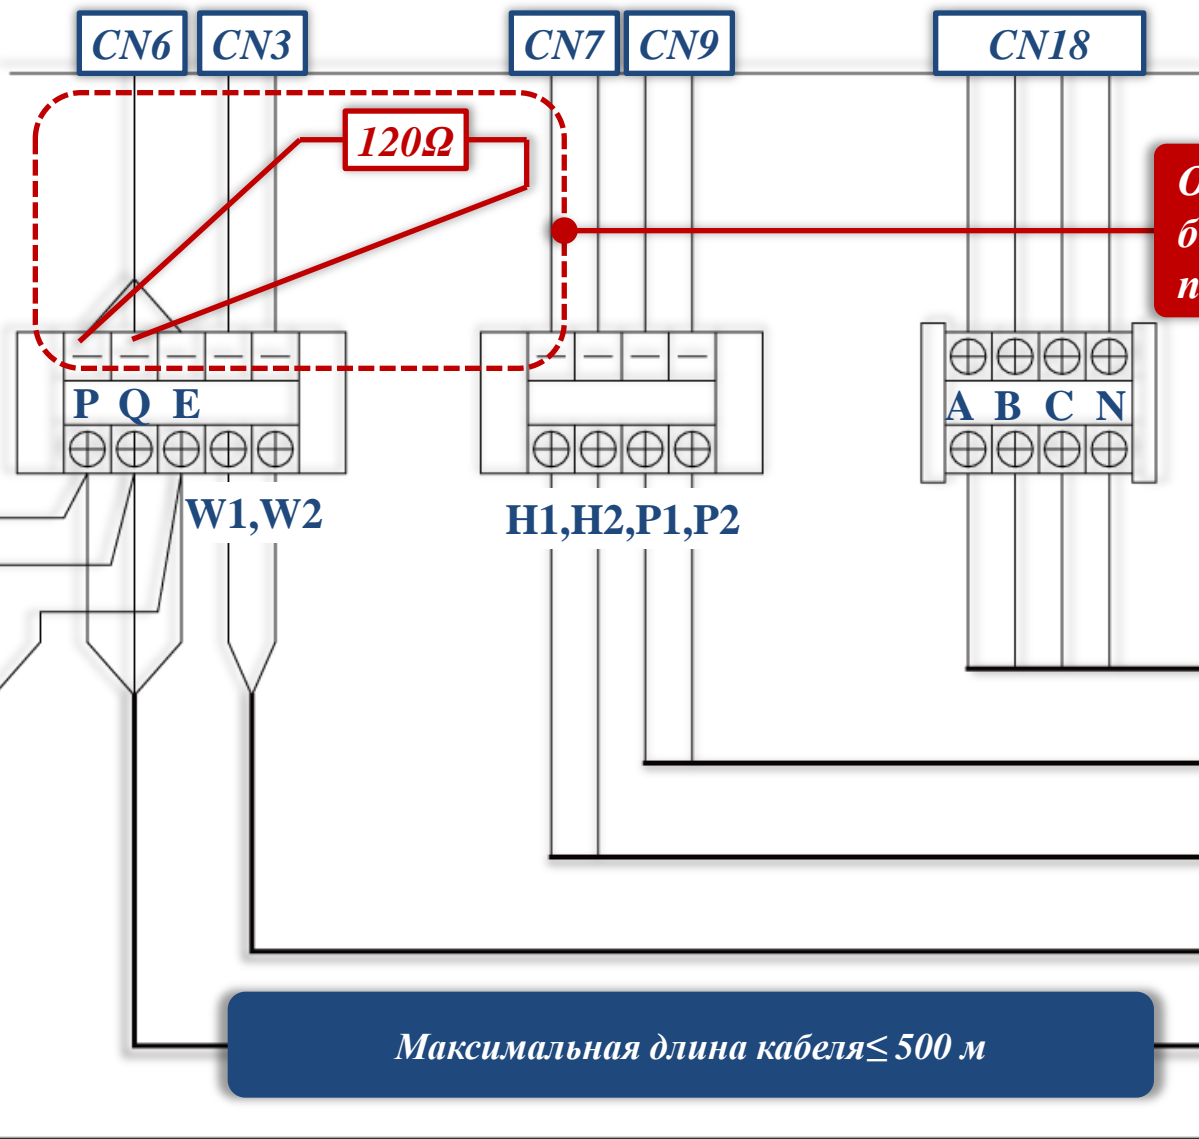 CN6 CN3 CN7 CN9 CN18
120Ω
P Q E
A B C N
W1,W2
H1,H2,P1,P2
Максимальная длина кабеля≤ 500 м